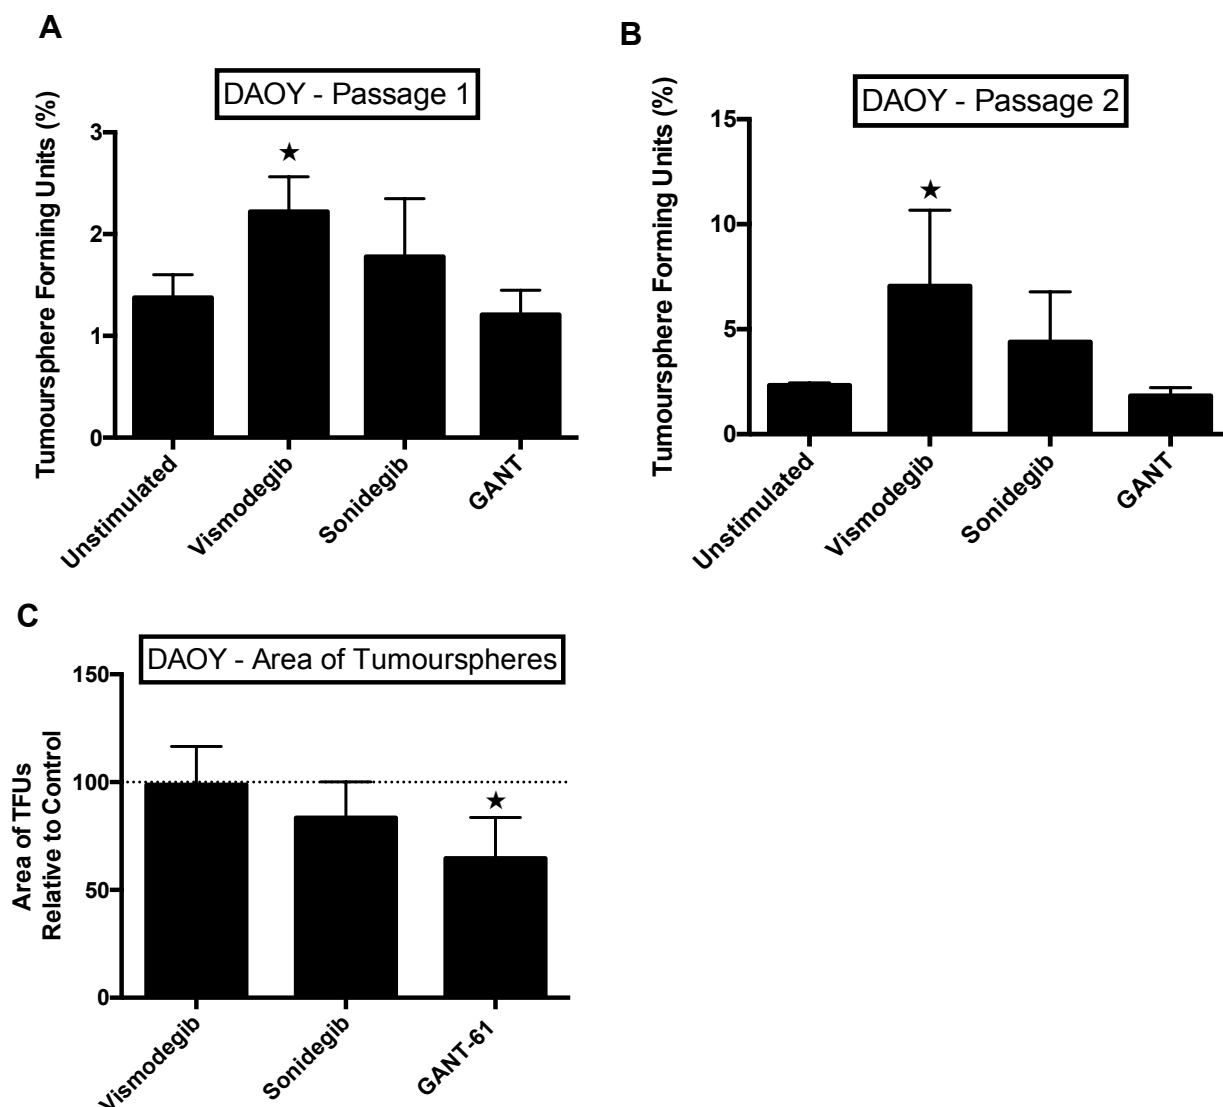 A
DAOY - Passage 1
Tumoursphere Forming Units (%)
3
2
1
0
Unstimulated
Vismodegib
Sonidegib
GANT
B
DAOY - Passage 2
Tumoursphere Forming Units (%)
15
10
5
0
Unstimulated
Vismodegib
Sonidegib
GANT
C
DAOY - Area of Tumourspheres
Area of TFUs
Relative to Control
150
100
50
0
Vismodegib
Sonidegib
GANT-61